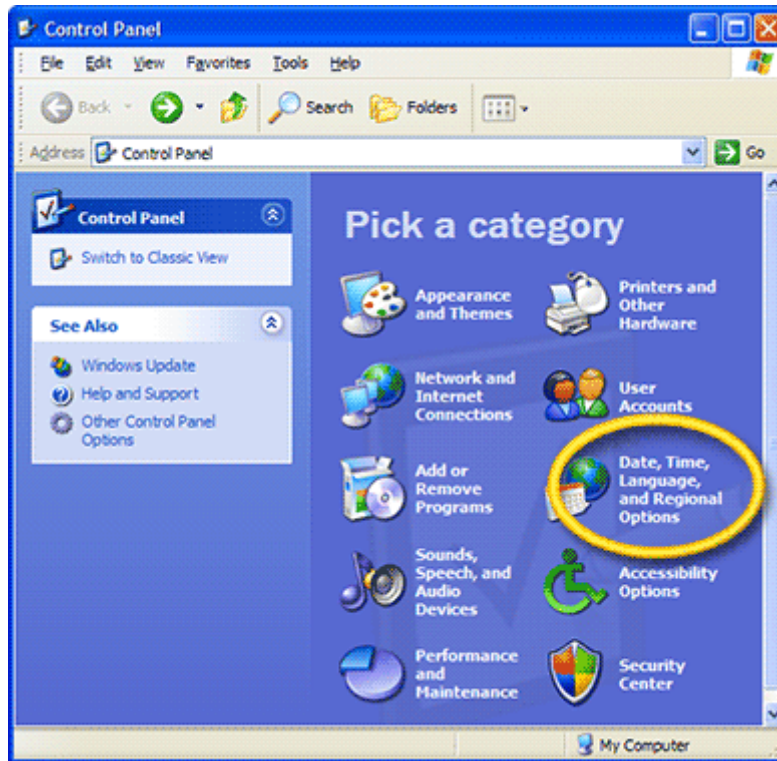 Control Panel
File Edit View Favorites Tools Help
Back Search Folders
Address Control Panel Go
Control Panel
Switch to Classic View
See Also
Windows Update
Help and Support
Other Control Panel
Options
Pick a category
Appearance
and Themes
Printers and
Other
Hardware
Network and
Internet
Connections
User
Accounts
Add or
Remove
Programs
Date, Time,
Language,
and Regional
Options
Sounds,
Speech, and
Audio
Devices
Accessibility
Options
Performance
and
Maintenance
Security
Center
My Computer